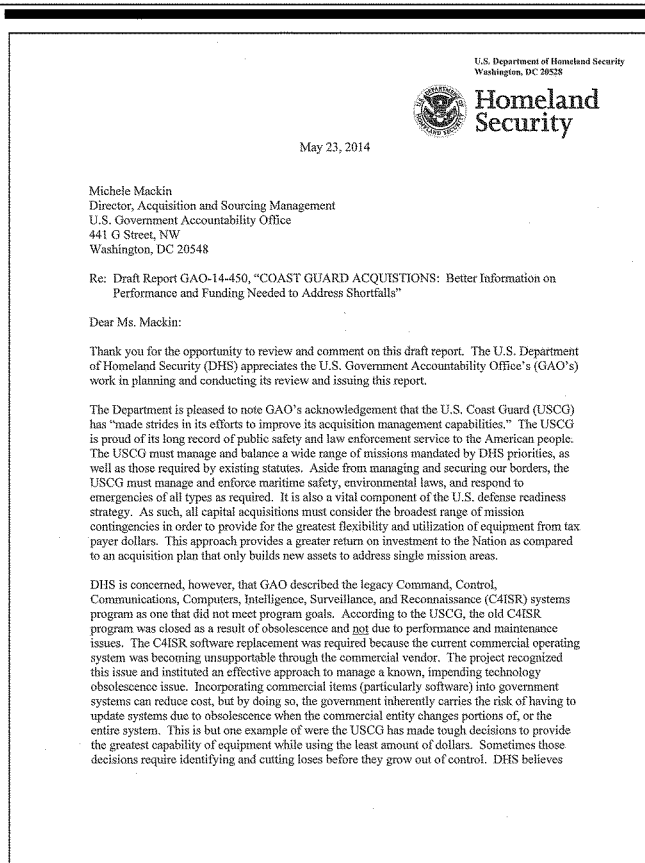 U.S. Department of Homeland Security
Washington, DC 20528
Homeland
Security
May 23, 2014
Michele Mackin
Director, Acquisition and Sourcing Management
U.S. Government Accountability Office
441 G Street, NW
Washington, DC 20548
Re: Draft Report GAO-14-450, “COAST GUARD ACQUISTIONS: Better Information on
Performance and Funding Needed to Address Shortfalls”
Dear Ms. Mackin:
Thank you for the opportunity to review and comment on this draft report. The U.S. Department
of Homeland Security (DHS) appreciates the U.S. Government Accountability Office’s (GAO’s)
work in planning and conducting its review and issuing this report.
The Department is pleased to note GAO’s acknowledgement that the U.S. Coast Guard (USCG)
has “made strides in its efforts to improve its acquisition management capabilities.” The USCG
is proud of its long record of public safety and law enforcement service to the American people.
The USCG must manage and balance a wide range of missions mandated by DHS priorities, as
well as those required by existing statutes. Aside from managing and securing our borders, the
USCG must manage and enforce maritime safety, environmental laws, and respond to
emergencies of all types as required. It is also a vital component of the U.S. defense readiness
strategy. As such, all capital acquisitions must consider the broadest range of mission
contingencies in order to provide for the greatest flexibility and utilization of equipment from tax
payer dollars. This approach provides a greater return on investment to the Nation as compared
to an acquisition plan that only builds new assets to address single mission areas.
DHS is concerned, however, that GAO described the legacy Command, Control,
Communications, Computers, Intelligence, Surveillance, and Reconnaissance (C4ISR) systems
program as one that did not meet program goals. According to the USCG, the old C4ISR
program was closed as a result of obsolescence and not due to performance and maintenance
issues. The C4ISR software replacement was required because the current commercial operating
system was becoming unsupportable through the commercial vendor. The project recognized
this issue and instituted an effective approach to manage a known, impending technology
obsolescence issue. Incorporating commercial items (particularly software) into government
systems can reduce cost, but by doing so, the government inherently carries the risk of having to
update systems due to obsolescence when the commercial entity changes portions of, or the
entire system. This is but one example of were the USCG has made tough decisions to provide
the greatest capability of equipment while using the least amount of dollars. Sometimes those
decisions require identifying and cutting loses before they grow out of control. DHS believes